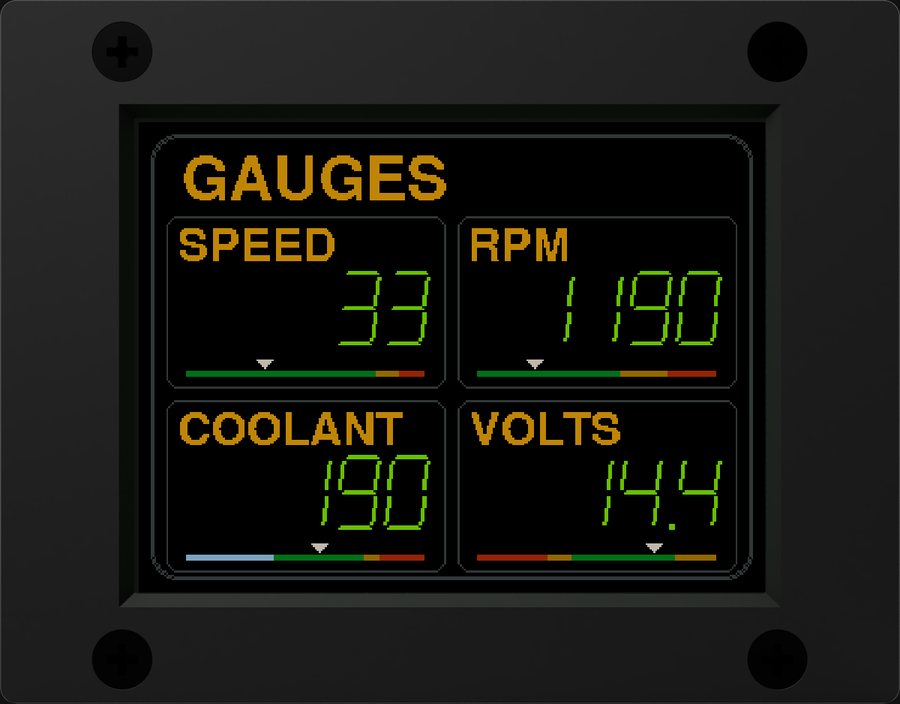 GAUGES
SPEED
33
RPM
1190
COOLANT
190
VOLTS
14.4